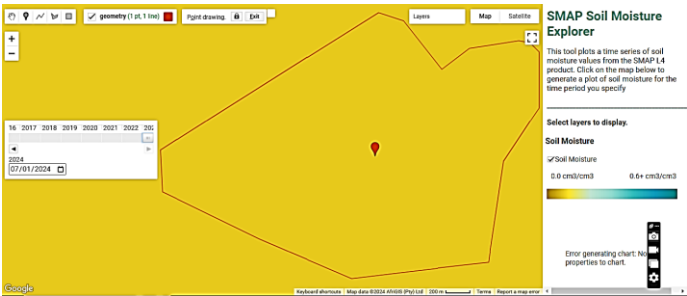 geometry (1 pt, 1 line)
Point drawing.
Exit
Layers
Map
Satellite
+
−
SMAP Soil Moisture
Explorer
This tool plots a time series of soil
moisture values from the SMAP L4
product. Click on the map below to
generate a plot of soil moisture for the
time period you specify
Select layers to display.
Soil Moisture
Soil Moisture
0.0 cm3/cm3
0.6+ cm3/cm3
16 2017 2018 2019 2020 2021 2022 202
2024
07/01/2024
Error generating chart: No
properties to chart.
Google
Keyboard shortcuts
Map data ©2024 AfriGIS (Pty) Ltd
200 m
Terms
Report a map error